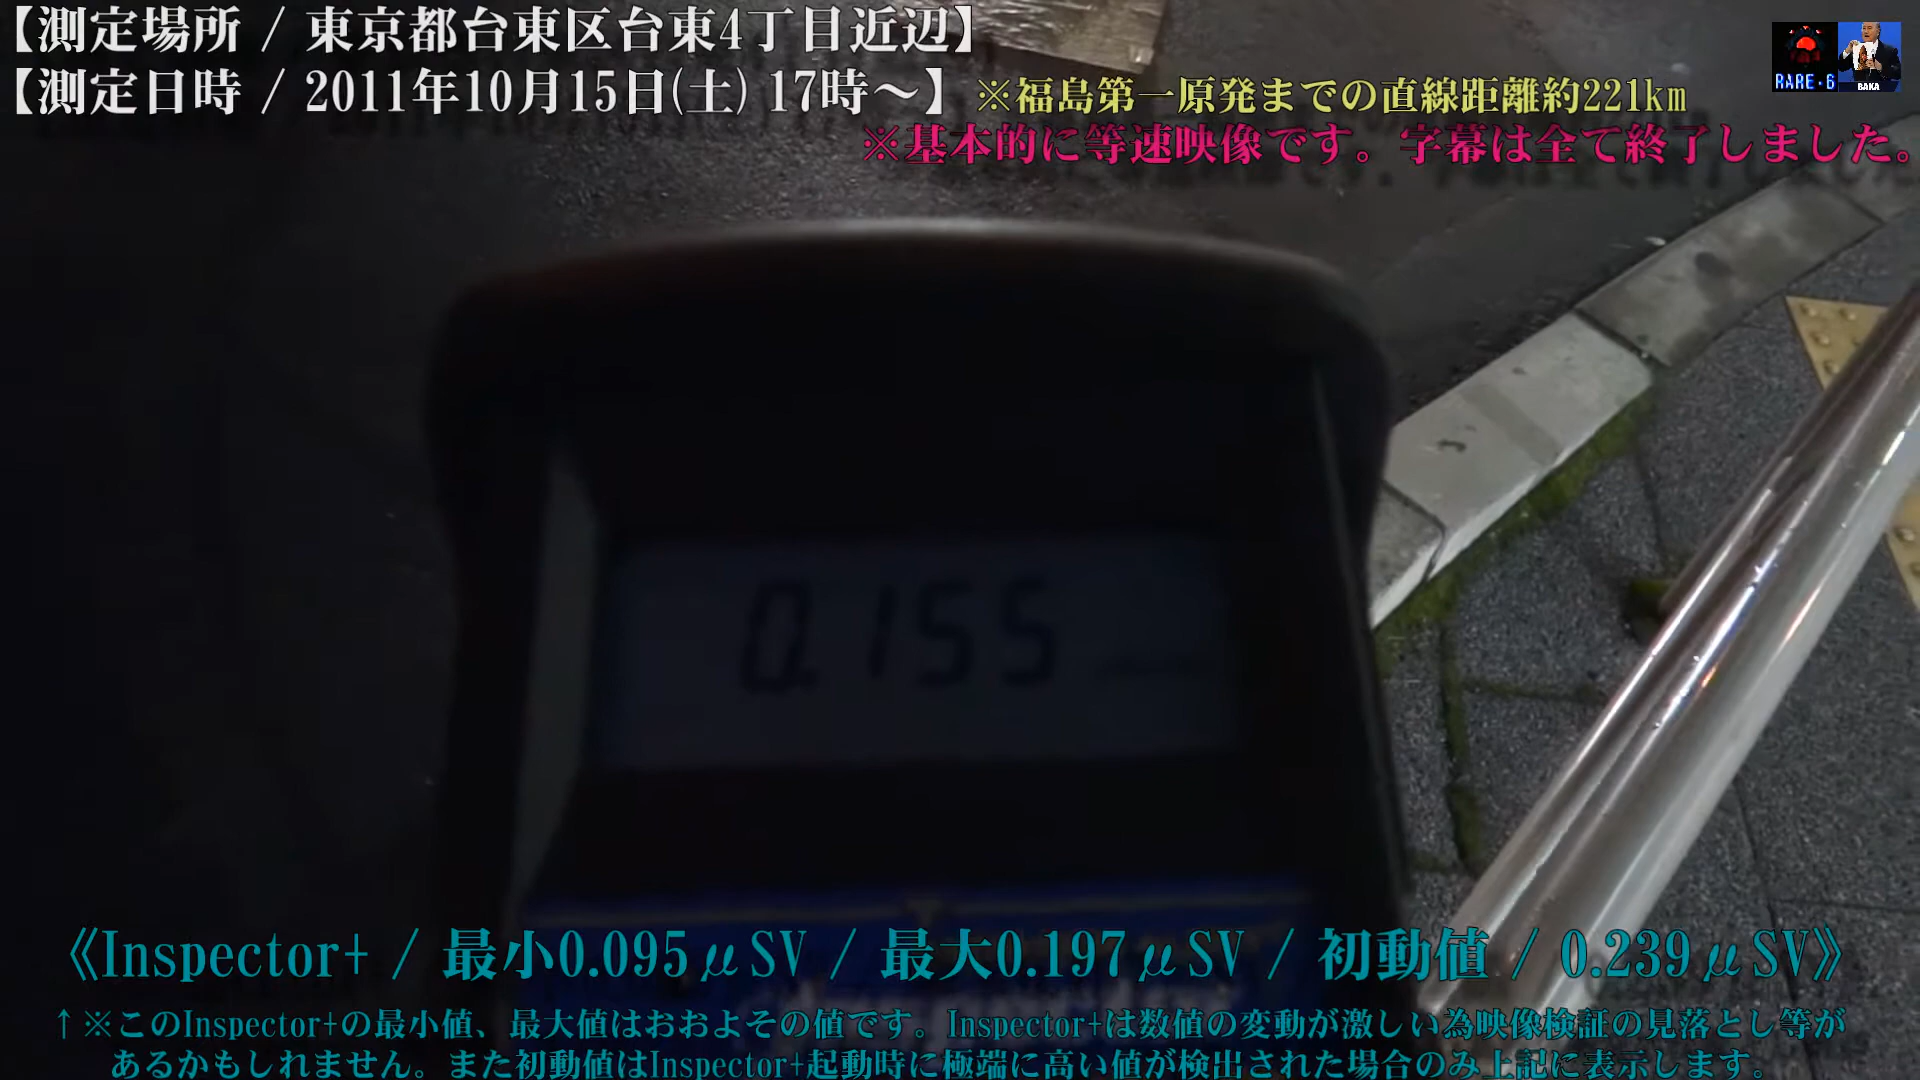 【測定場所 / 東京都台東区台東4丁目近辺】
【測定日時 / 2011年10月15日(土) 17時～】
※福島第一原発までの直線距離約221km
※基本的に等速映像です。字幕は全て終了しました。
RARE・6
BAKA
0.155
《Inspector+ / 最小0.095μSV / 最大0.197μSV / 初動値 / 0.239μSV》
↑※このInspector+の最小値、最大値はおおよその値です。Inspector+は数値の変動が激しい為映像検証の見落とし等が
あるかもしれません。また初動値はInspector+起動時に極端に高い値が検出された場合のみ上記に表示します。